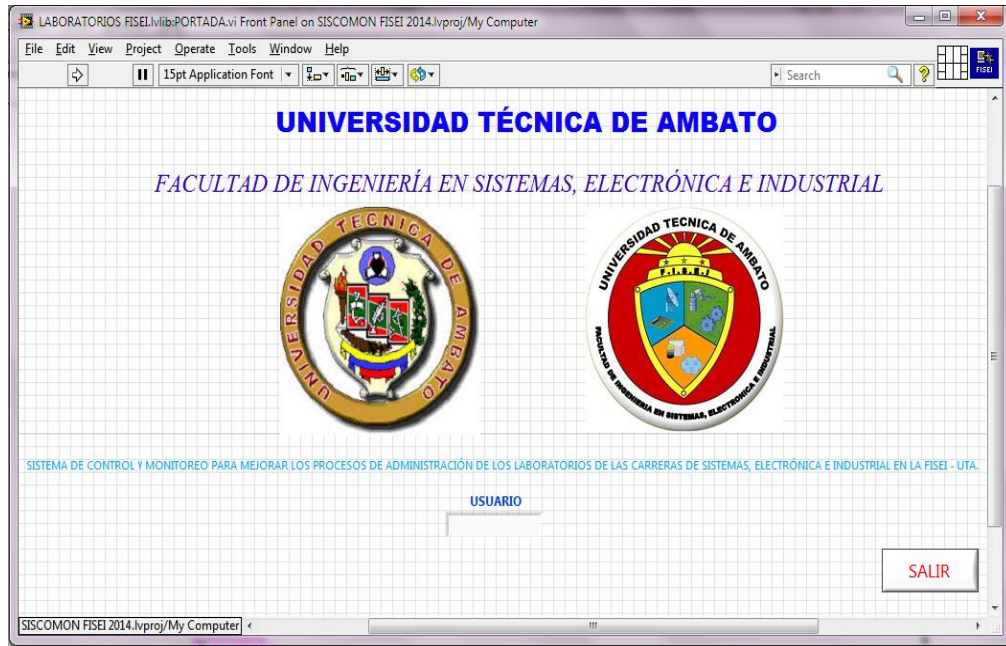 LABORATORIOS FISEI.lvlib:PORTADA.vi Front Panel on SISCOMON FISEI 2014.lvproj/My Computer
File Edit View Project Operate Tools Window Help
15pt Application Font
Search
FISEI
UNIVERSIDAD TÉCNICA DE AMBATO
FACULTAD DE INGENIERÍA EN SISTEMAS, ELECTRÓNICA E INDUSTRIAL
UNIVERSIDAD TECNICA DE AMBATO
UNIVERSIDAD TECNICA DE AMBATO
F.I.S.E.I
FACULTAD DE INGENIERIA EN SISTEMAS, ELECTRONICA E INDUSTRIAL
SISTEMA DE CONTROL Y MONITOREO PARA MEJORAR LOS PROCESOS DE ADMINISTRACIÓN DE LOS LABORATORIOS DE LAS CARRERAS DE SISTEMAS, ELECTRÓNICA E INDUSTRIAL EN LA FISEI - UTA.
USUARIO
SALIR
SISCOMON FISEI 2014.lvproj/My Computer